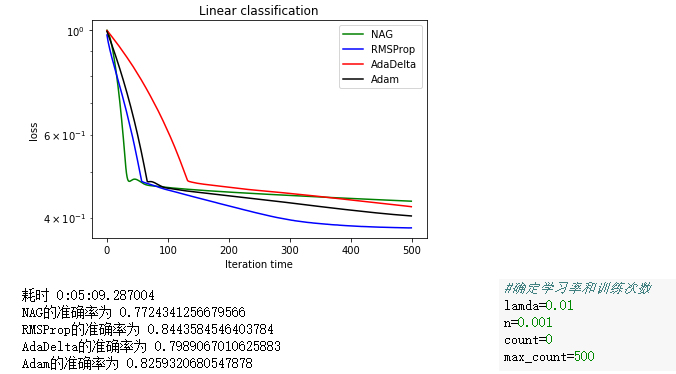 Linear classification
10⁰
6 × 10⁻¹
4 × 10⁻¹
loss
NAG
RMSProp
AdaDelta
Adam
0 100 200 300 400 500
Iteration time
耗时 0:05:09.287004
NAG的准确率为 0.7724341256679566
RMSProp的准确率为 0.8443584546403784
AdaDelta的准确率为 0.7989067010625883
Adam的准确率为 0.8259320680547878
#确定学习率和训练次数
lamda=0.01
n=0.001
count=0
max_count=500